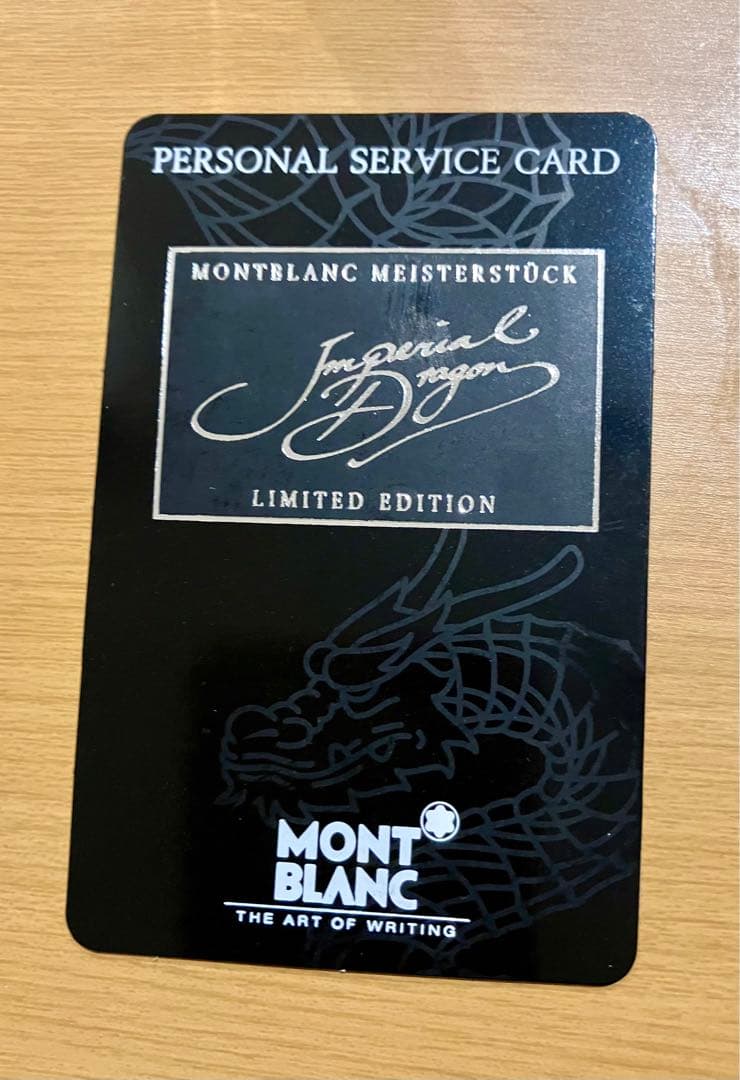 PERSONAL SERVICE CARD
MONTBLANC MEISTERSTÜCK
Imperial
Dragon
LIMITED EDITION
MONT
BLANC
THE ART OF WRITING